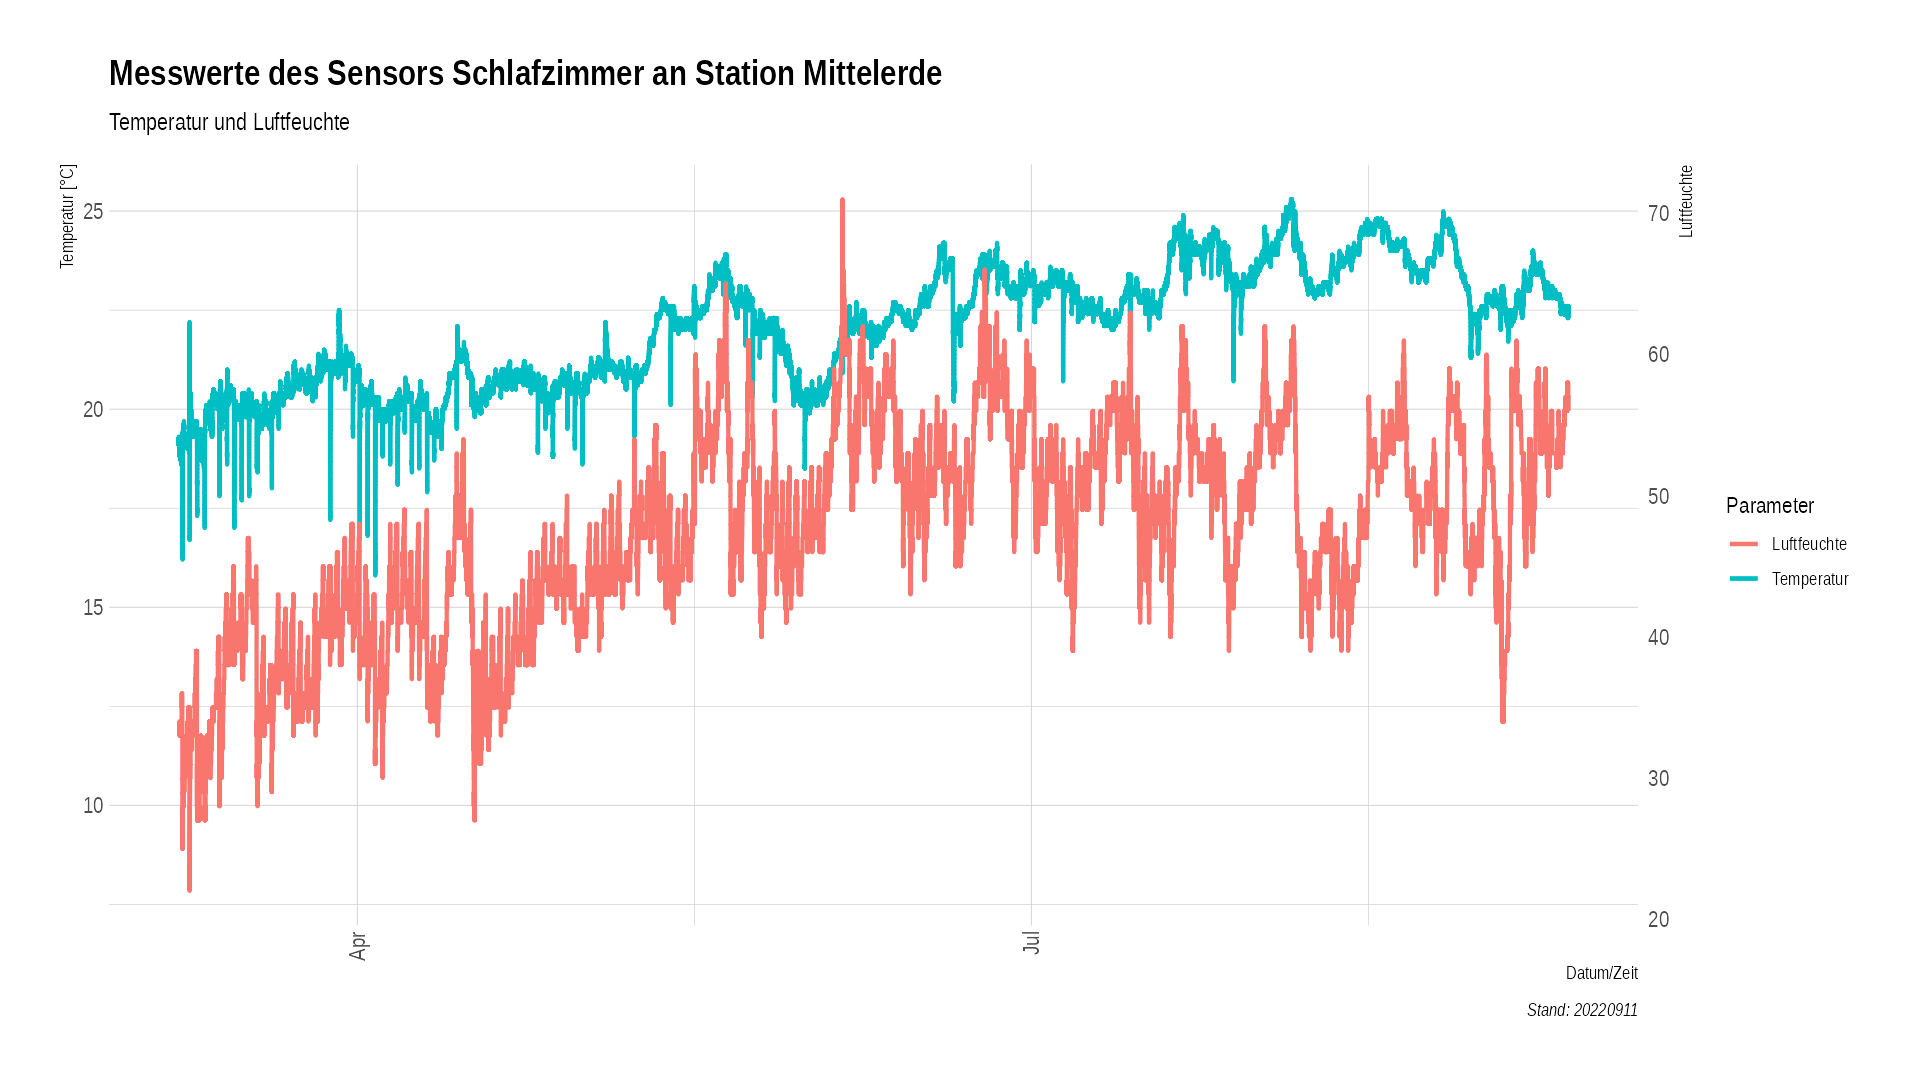 Messwerte des Sensors Schlafzimmer an Station Mittelerde
Temperatur und Luftfeuchte
Temperatur [°C]
25
20
15
10
70
60
50
40
30
20
Luftfeuchte
Apr
Jul
Datum/Zeit
Parameter
Luftfeuchte
Temperatur
Stand: 20220911